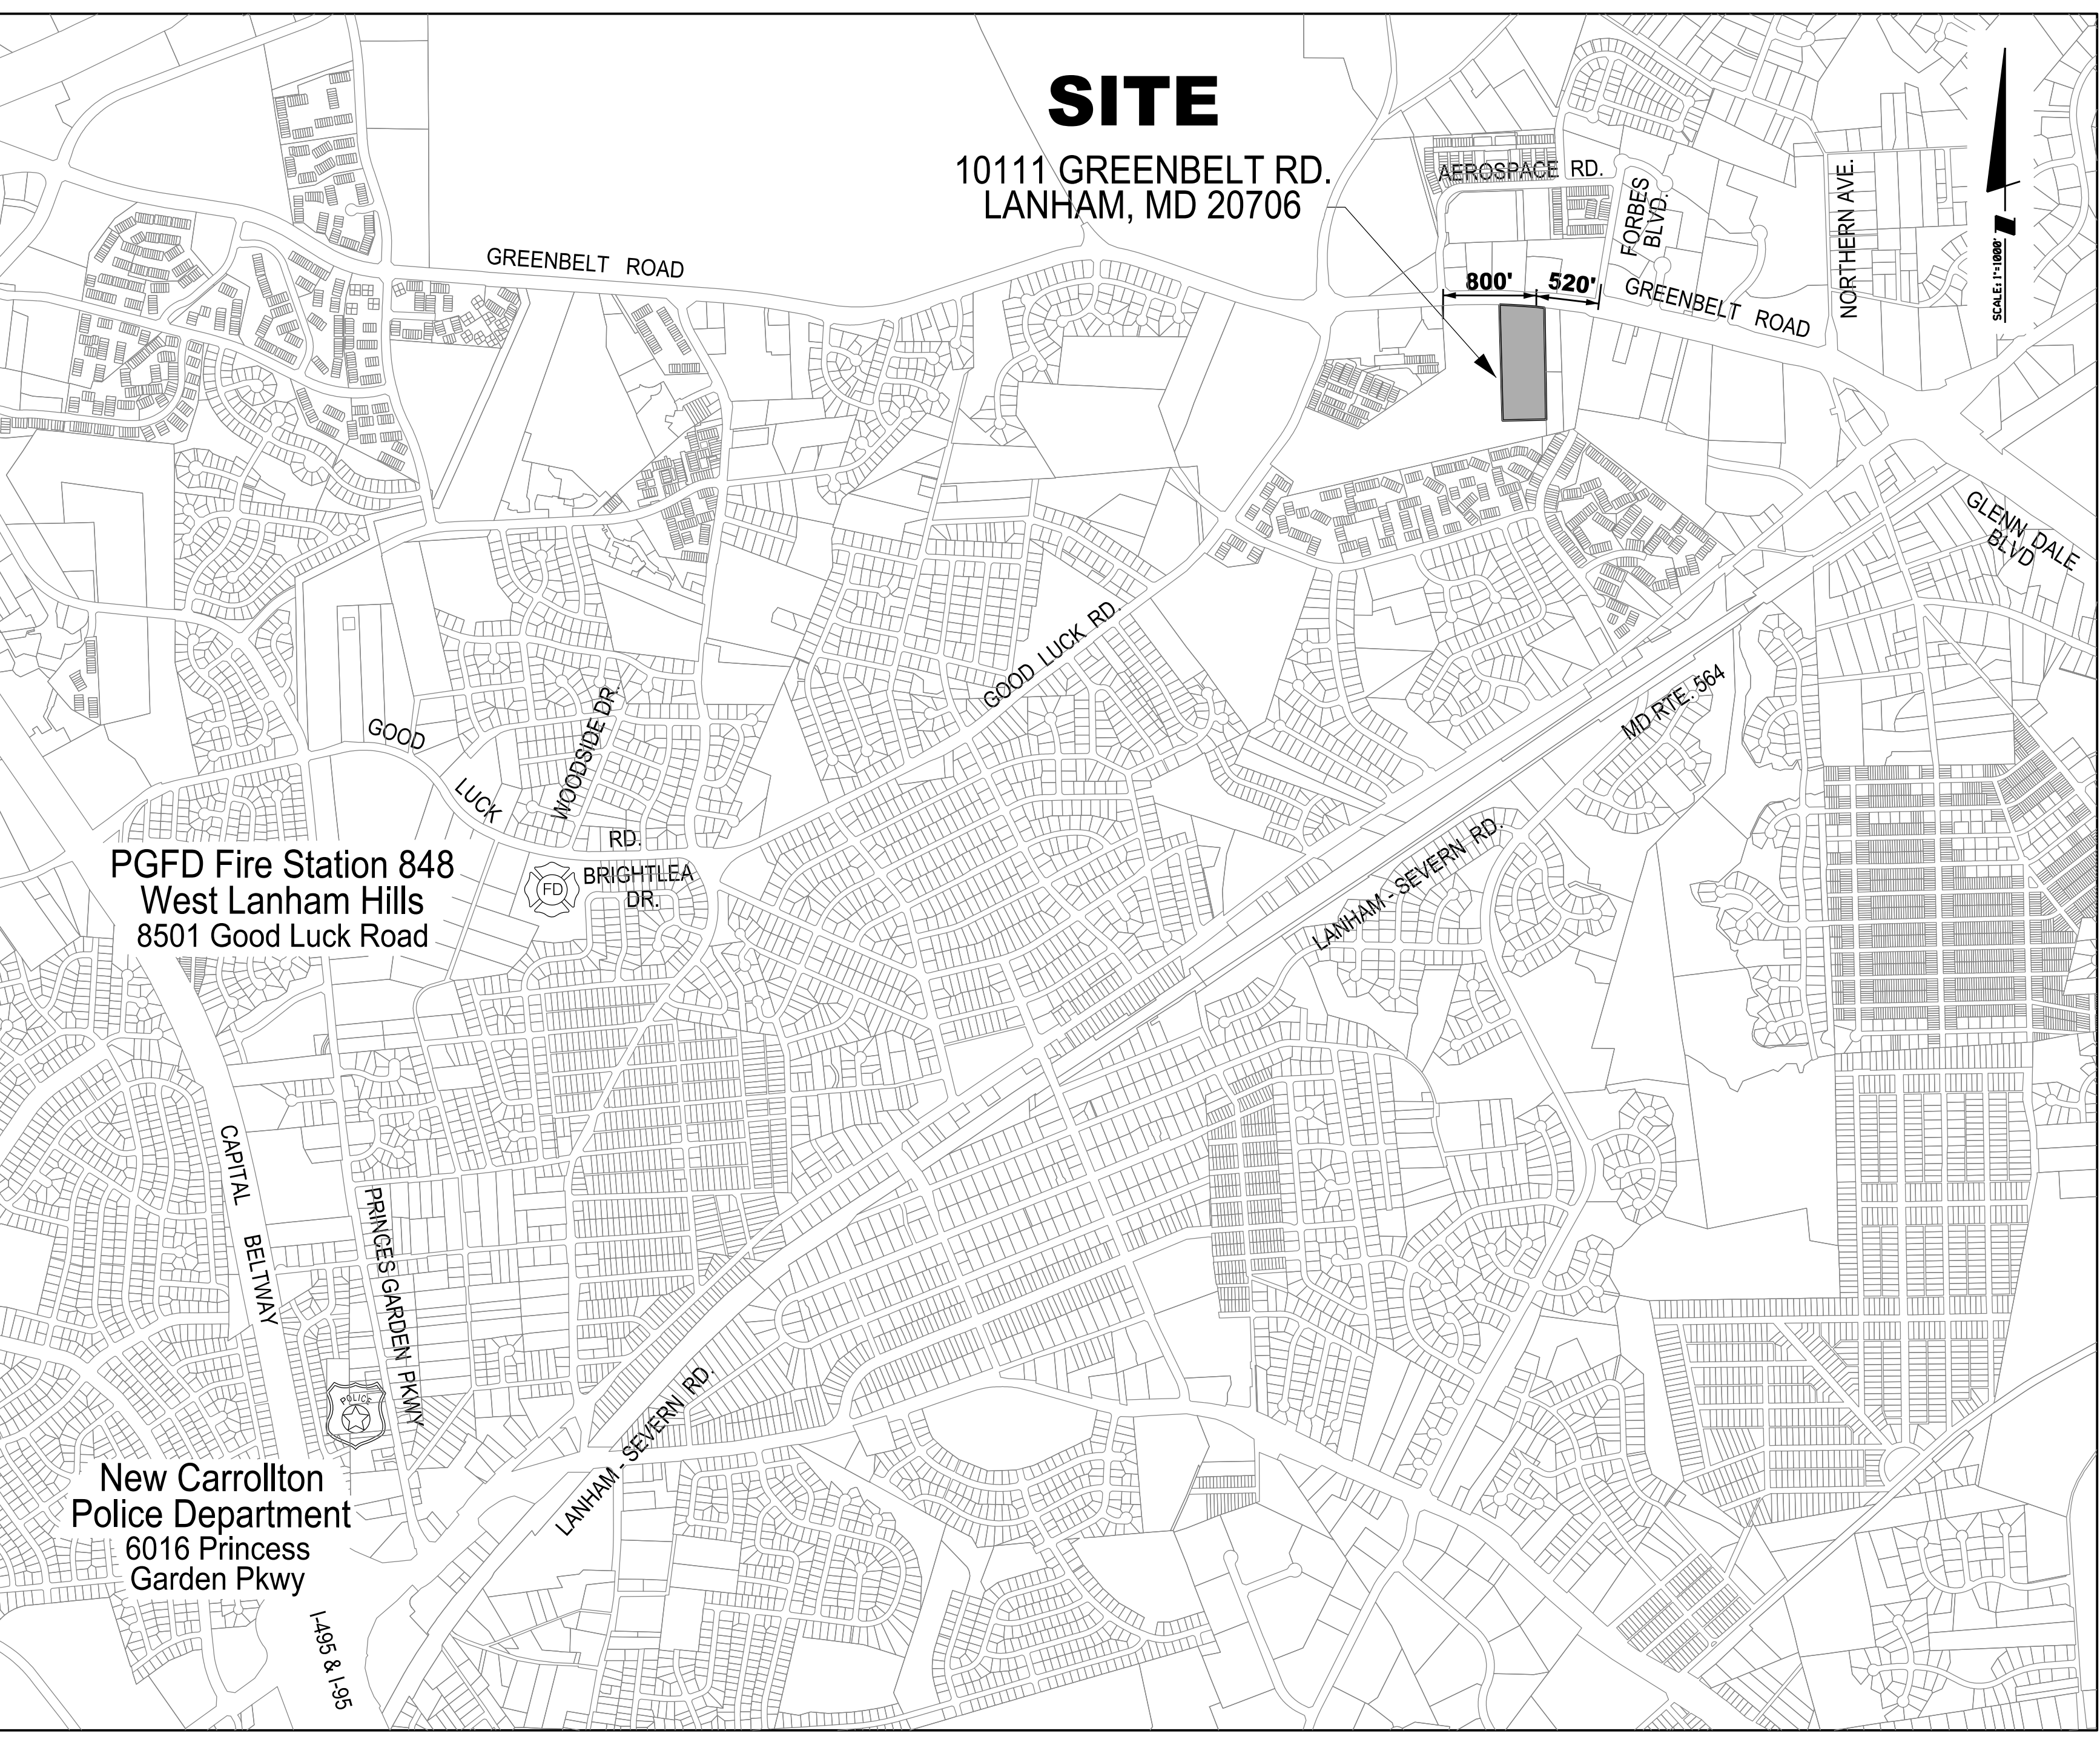 SITE
10111 GREENBELT RD.
LANHAM, MD 20706
AEROSPACE RD.
FORBES
BLVD.
NORTHERN AVE.
SCALE: 1"=1000'
GREENBELT ROAD
800'
520'
GREENBELT ROAD
GLENN DALE
BLVD
GOOD LUCK RD.
MD RTE. 564
WOODSIDE DR.
GOOD
LUCK
RD.
BRIGHTLEA
DR.
FD
PGFD Fire Station 848
West Lanham Hills
8501 Good Luck Road
LANHAM - SEVERN RD.
CAPITAL BELTWAY
PRINCES GARDEN PKWY
POLICE
LANHAM - SEVERN RD.
New Carrollton
Police Department
6016 Princess
Garden Pkwy
I-495 & I-95